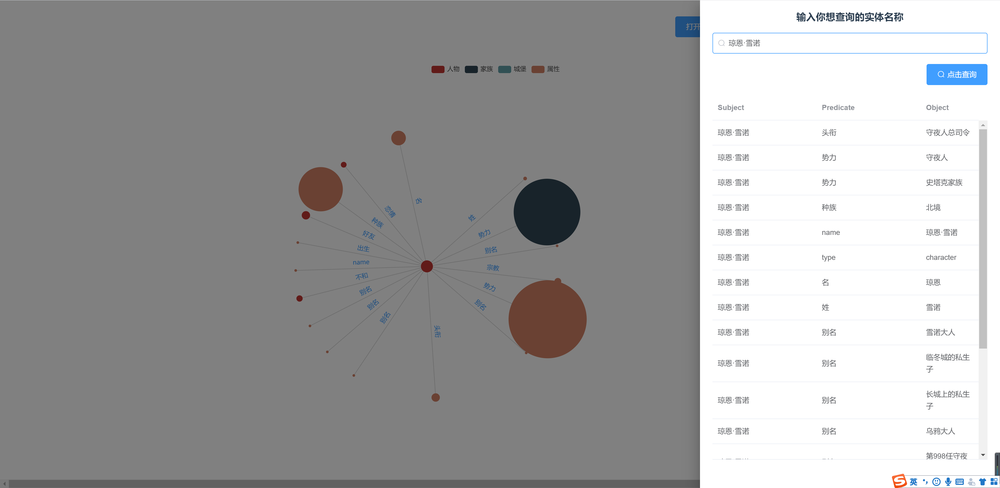 打开
人物 家族 城堡 属性
名
恋情
种族
好友
出生
name
不和
别名
别名
别名
头衔
姓
势力
别名
宗教
势力
别名
输入你想查询的实体名称
琼恩·雪诺
点击查询
Subject Predicate Object
琼恩·雪诺 头衔 守夜人总司令
琼恩·雪诺 势力 守夜人
琼恩·雪诺 势力 史塔克家族
琼恩·雪诺 种族 北境
琼恩·雪诺 name 琼恩·雪诺
琼恩·雪诺 type character
琼恩·雪诺 名 琼恩
琼恩·雪诺 姓 雪诺
琼恩·雪诺 别名 雪诺大人
琼恩·雪诺 别名 临冬城的私生
子
琼恩·雪诺 别名 长城上的私生
子
琼恩·雪诺 别名 乌鸦大人
第998任守夜
S 英